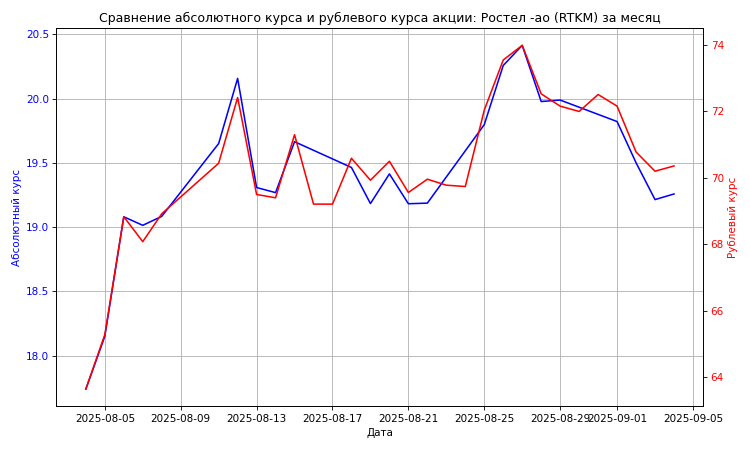 Сравнение абсолютного курса и рублевого курса акции: Ростел -ао (RTKM) за месяц
20.5
20.0
19.5
19.0
18.5
18.0
Абсолютный курс
74
72
70
68
66
64
Рублевый курс
2025-08-05 2025-08-09 2025-08-13 2025-08-17 2025-08-21 2025-08-25 2025-08-29 2025-09-01 2025-09-05
Дата